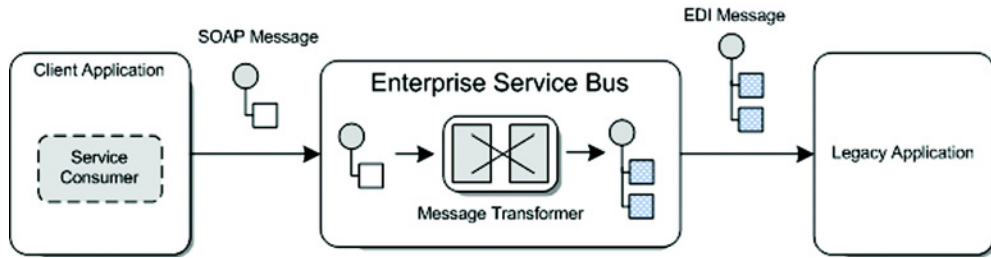 SOAP Message
EDI Message
Client Application
Enterprise Service Bus
Service
Consumer
Legacy Application
Message Transformer